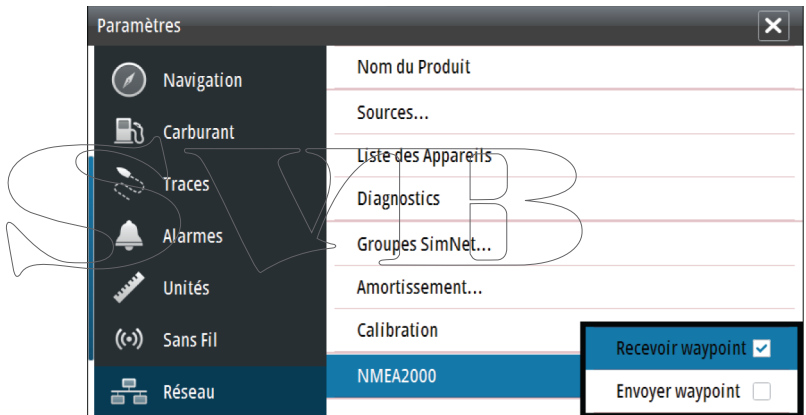 Paramètres
Navigation
Carburant
Traces
Alarmes
Unités
Sans Fil
Réseau
Nom du Produit
Sources...
Liste des Appareils
Diagnostics
Groupes SimNet...
Amortissement...
Calibration
NMEA2000
Recevoir waypoint
Envoyer waypoint
SVB